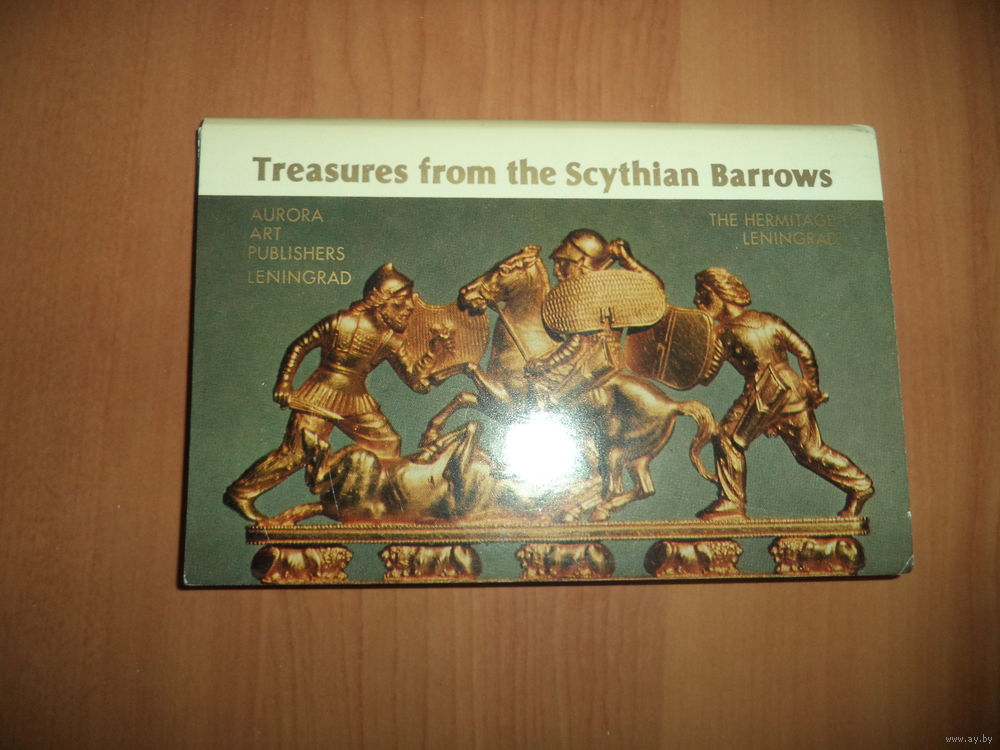 Treasures from the Scythian Barrows
AURORA
ART
PUBLISHERS
LENINGRAD
THE HERMITAGE
LENINGRAD
www.ay.by